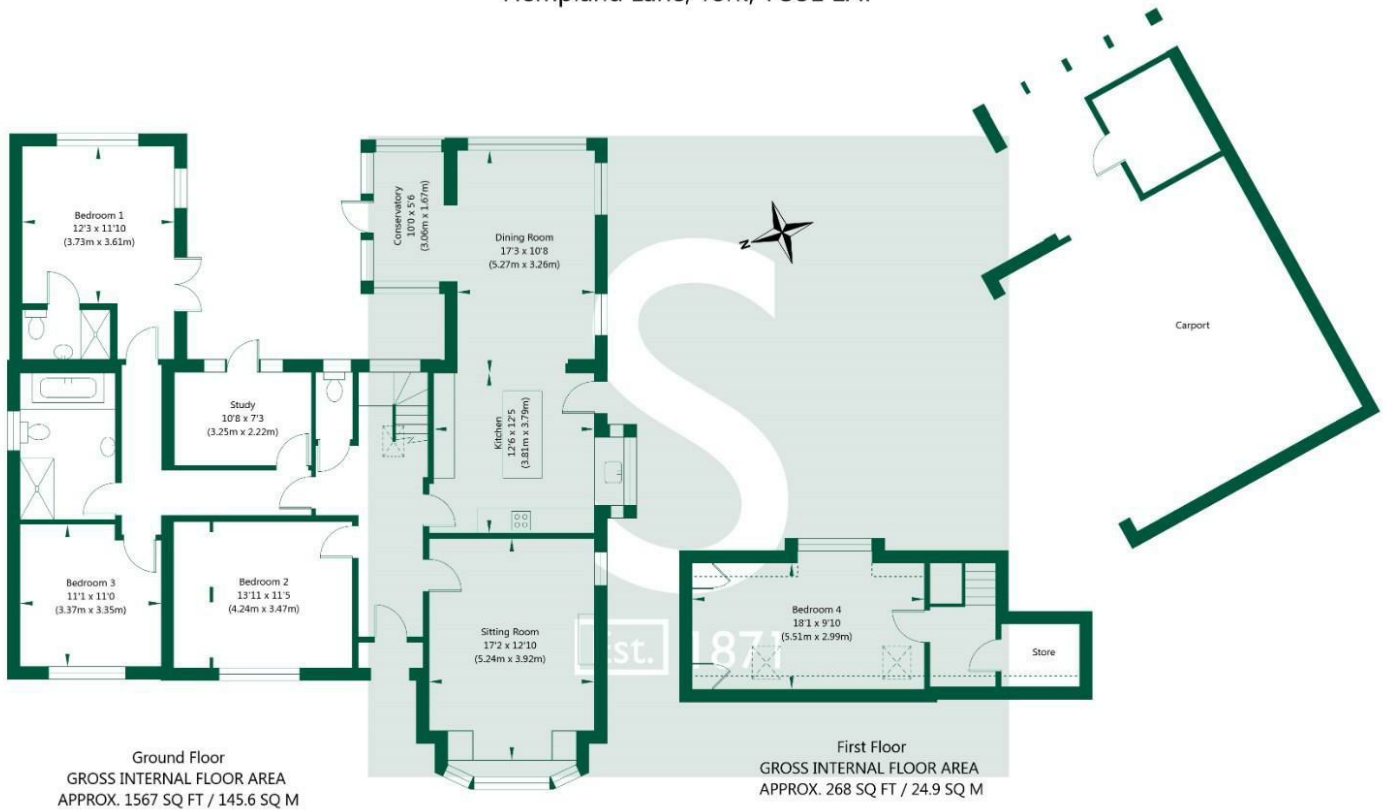 Bedroom 1
12'3 x 11'10
(3.73m x 3.61m)
Conservatory
10'0 x 5'6
(3.06m x 1.67m)
Dining Room
17'3 x 10'8
(5.27m x 3.26m)
N
Carport
Study
10'8 x 7'3
(3.25m x 2.22m)
Kitchen
12'6 x 12'5
(3.81m x 3.79m)
S
Bedroom 3
11'1 x 11'0
(3.37m x 3.35m)
Bedroom 2
13'11 x 11'5
(4.24m x 3.47m)
Sitting Room
17'2 x 12'10
(5.24m x 3.92m)
Est. 1871
Bedroom 4
18'1 x 9'10
(5.51m x 2.99m)
Store
Ground Floor
GROSS INTERNAL FLOOR AREA
APPROX. 1567 SQ FT / 145.6 SQ M
First Floor
GROSS INTERNAL FLOOR AREA
APPROX. 268 SQ FT / 24.9 SQ M